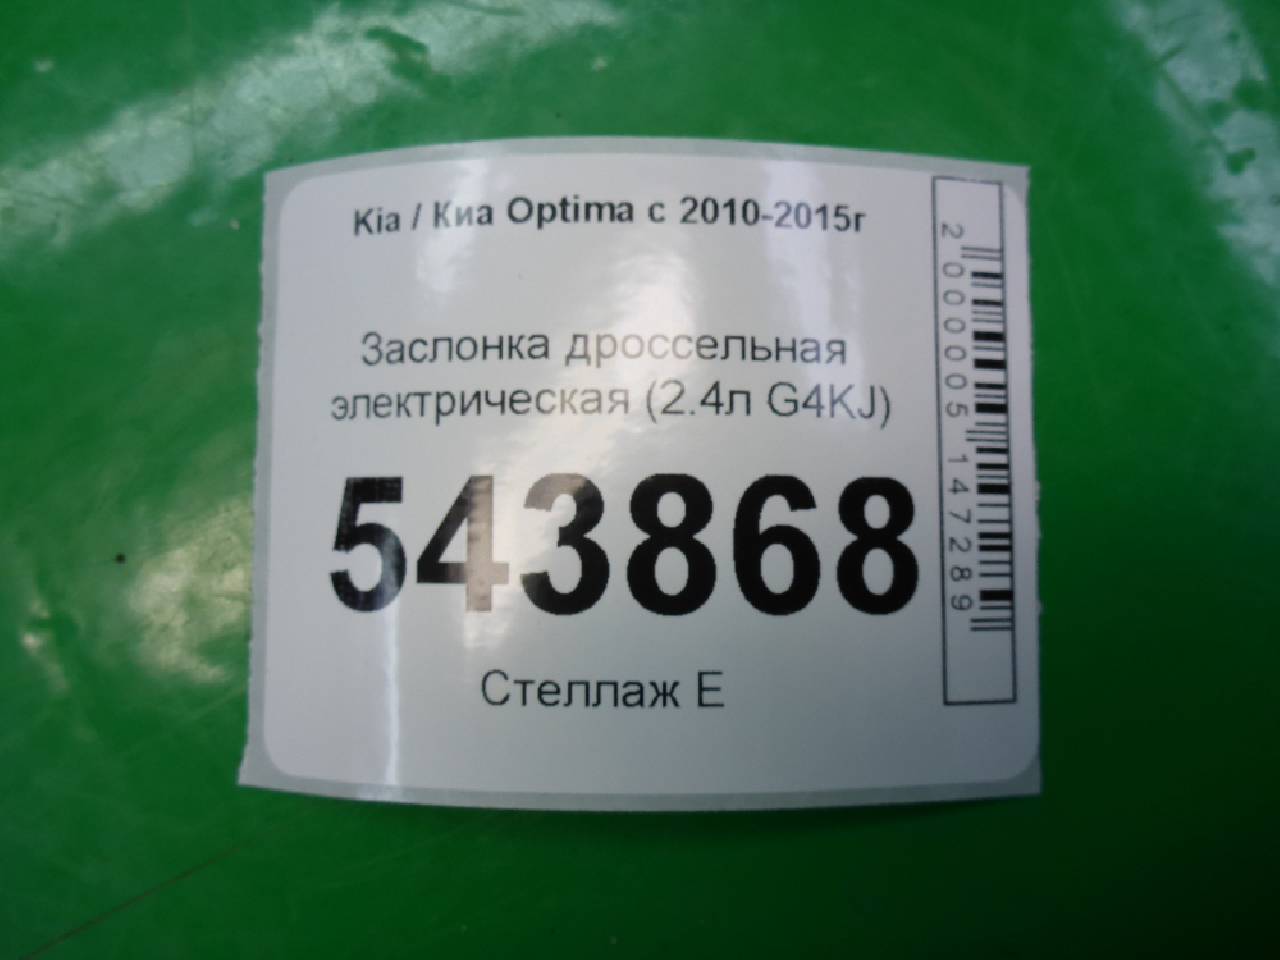 Kia / Киа Optima с 2010-2015г
Заслонка дроссельная
электрическая (2.4л G4KJ)
543868
Стеллаж Е
2000005147289